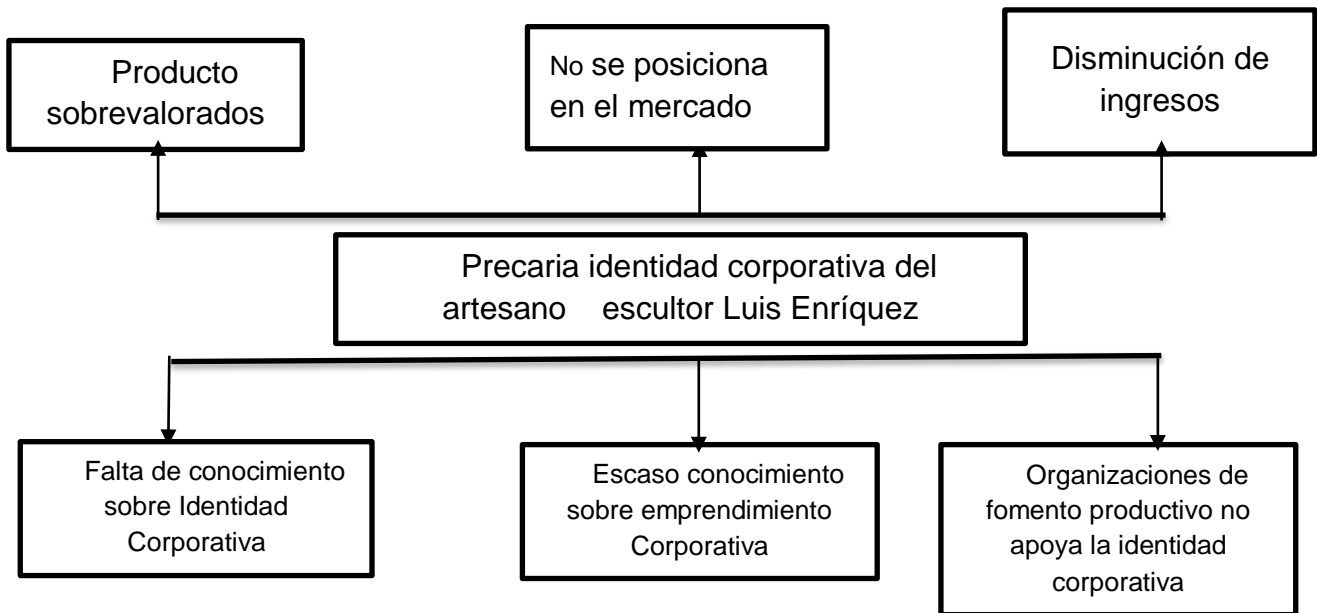 Producto
sobrevalorados
No se posiciona
en el mercado
Disminución de
ingresos
Precaria identidad corporativa del
artesano escultor Luis Enríquez
Falta de conocimiento
sobre Identidad
Corporativa
Escaso conocimiento
sobre emprendimiento
Corporativa
Organizaciones de
fomento productivo no
apoya la identidad
corporativa